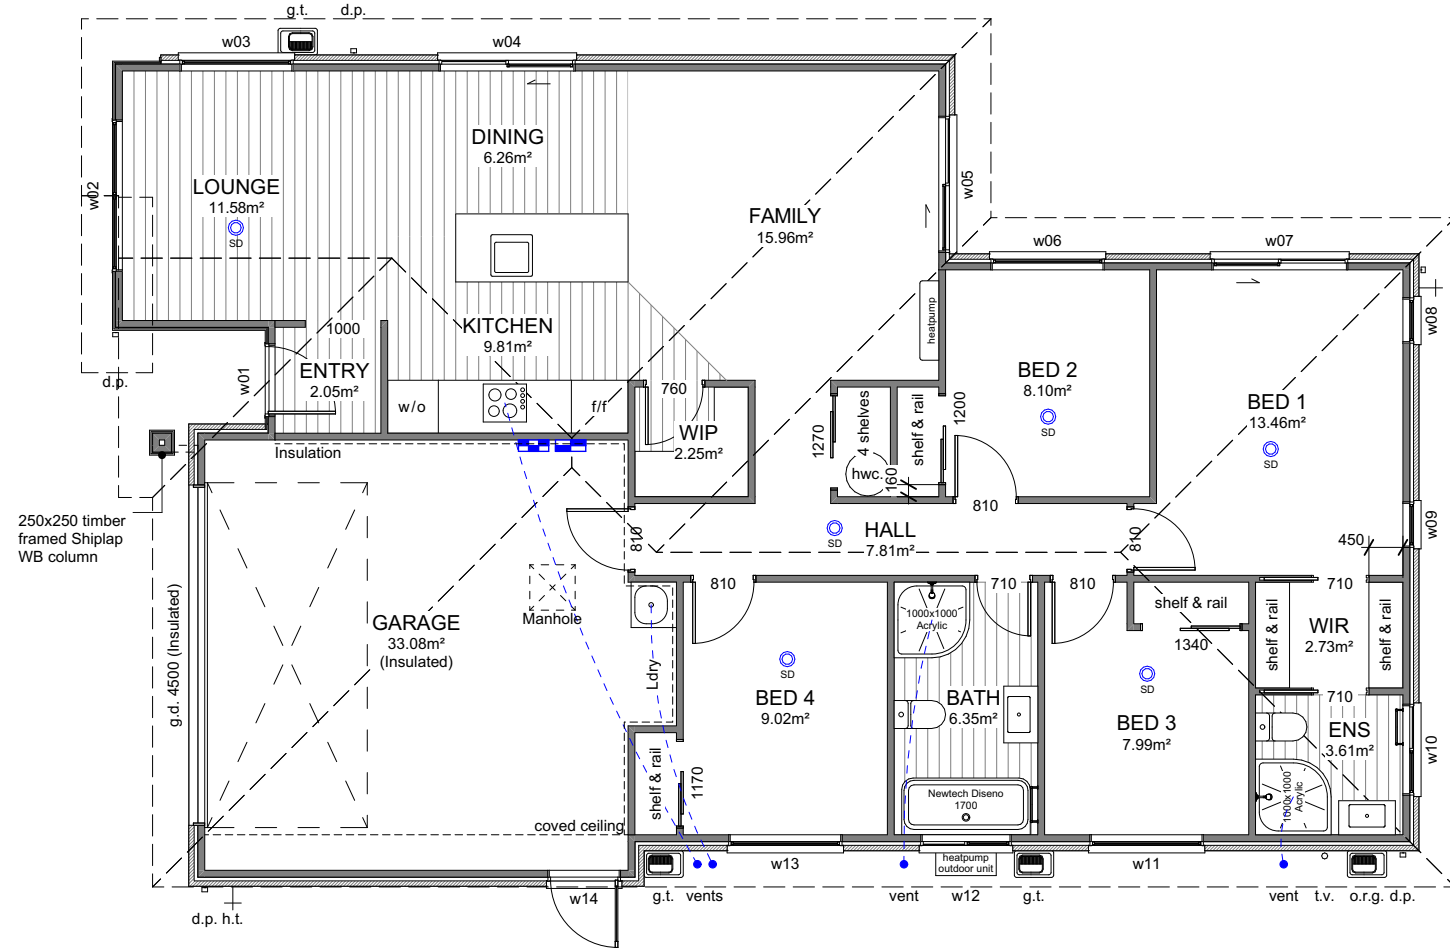 g.t.
d.p.
w03
w04
DINING
6.26m²
LOUNGE
11.58m²
SD
w02
FAMILY
15.96m²
w05
w06
w07
KITCHEN
9.81m²
1000
ENTRY
2.05m²
w01
d.p.
w/o
f/f
760
WIP
2.25m²
heatpump
1270
4 shelves
hwc.
160
shelf & rail
1200
BED 2
8.10m²
SD
BED 1
13.46m²
SD
w08
w09
Insulation
250x250 timber
framed Shiplap
WB column
810
HALL
7.81m²
SD
810
810
450
810
710
810
710
g.d. 4500 (Insulated)
GARAGE
33.08m²
(Insulated)
Manhole
Ldry
1000x1000
Acrylic
shelf & rail
1340
shelf & rail
WIR
2.73m²
shelf & rail
710
SD
BED 4
9.02m²
BATH
6.35m²
SD
BED 3
7.99m²
ENS
3.61m²
w10
shelf & rail
1170
Newtech Diseno
1700
1000x1000
Acrylic
coved ceiling
heatpump
outdoor unit
w13
w11
d.p. h.t.
w14
g.t.
vents
vent
w12
g.t.
vent
t.v.
o.r.g.
d.p.